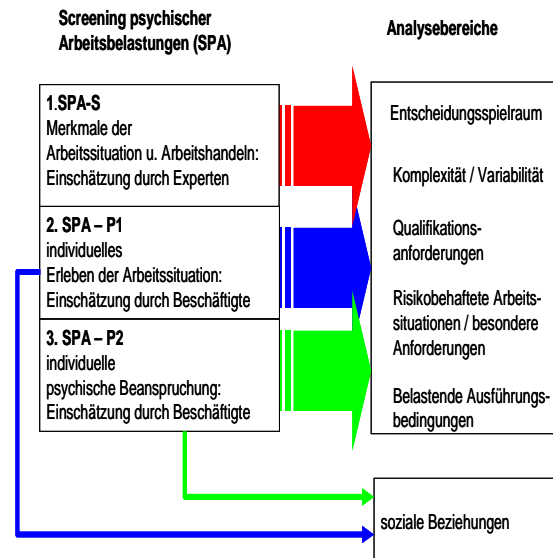 Screening psychischer
Arbeitsbelastungen (SPA)
1.SPA-S
Merkmale der
Arbeitssituation u. Arbeitshandeln:
Einschätzung durch Experten
2. SPA – P1
individuelles
Erleben der Arbeitssituation:
Einschätzung durch Beschäftigte
3. SPA – P2
individuelle
psychische Beanspruchung:
Einschätzung durch Beschäftigte
Analysebereiche
Entscheidungsspielraum
Komplexität / Variabilität
Qualifikations-
anforderungen
Risikobehaftete Arbeits-
situationen / besondere
Anforderungen
Belastende Ausführungs-
bedingungen
soziale Beziehungen